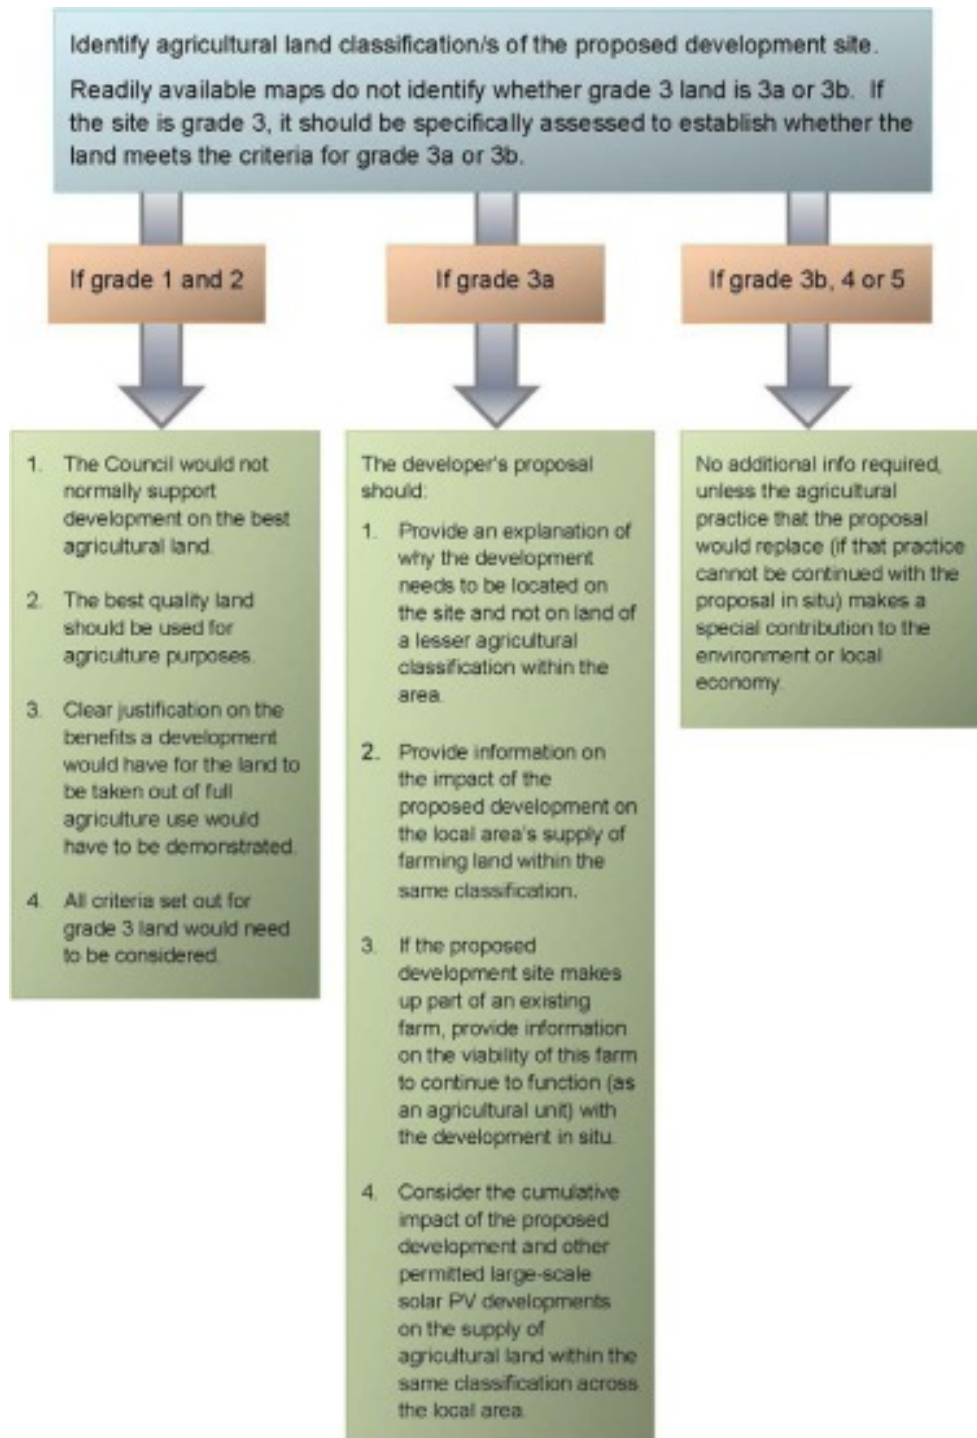 Identify agricultural land classification/s of the proposed development site.
Readily available maps do not identify whether grade 3 land is 3a or 3b.  If
the site is grade 3, it should be specifically assessed to establish whether the
land meets the criteria for grade 3a or 3b.
If grade 1 and 2
If grade 3a
If grade 3b, 4 or 5
1. The Council would not
normally support
development on the best
agricultural land.
2. The best quality land
should be used for
agriculture purposes.
3. Clear justification on the
benefits a development
would have for the land to
be taken out of full
agriculture use would
have to be demonstrated.
4. All criteria set out for
grade 3 land would need
to be considered.
The developer's proposal
should:
1. Provide an explanation of
why the development
needs to be located on
the site and not on land of
a lesser agricultural
classification within the
area.
2. Provide information on
the impact of the
proposed development on
the local area's supply of
farming land within the
same classification.
3. If the proposed
development site makes
up part of an existing
farm, provide information
on the viability of this farm
to continue to function (as
an agricultural unit) with
the development in situ.
4. Consider the cumulative
impact of the proposed
development and other
permitted large-scale
solar PV developments
on the supply of
agricultural land within the
same classification across
the local area.
No additional info required,
unless the agricultural
practice that the proposal
would replace (if that practice
cannot be continued with the
proposal in situ) makes a
special contribution to the
environment or local
economy.